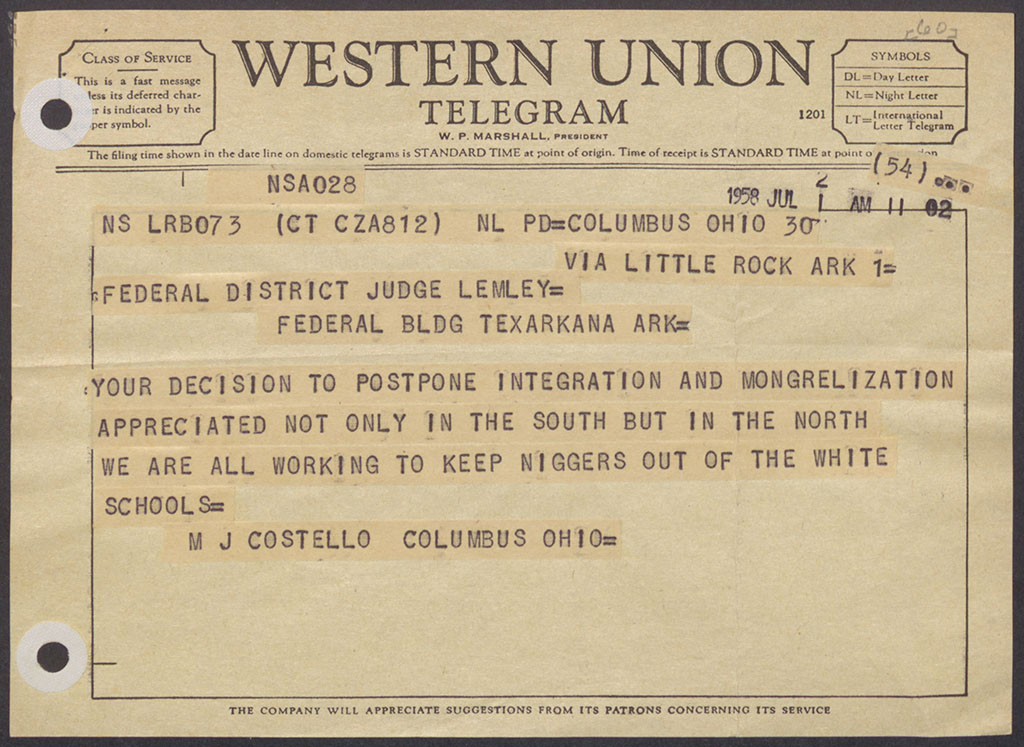 [60]
CLASS OF SERVICE
This is a fast message
less its deferred char-
er is indicated by the
per symbol.
WESTERN UNION
TELEGRAM
W. P. MARSHALL, PRESIDENT
1201
SYMBOLS
DL=Day Letter
NL=Night Letter
LT=International Letter Telegram
The filing time shown in the date line on domestic telegrams is STANDARD TIME at point of origin. Time of receipt is STANDARD TIME at point o
(54)
NSA028
1958 JUL 1 AM 11 02
2
NS LRB073 (CT CZA812) NL PD=COLUMBUS OHIO 30
VIA LITTLE ROCK ARK 1=
:FEDERAL DISTRICT JUDGE LEMLEY=
FEDERAL BLDG TEXARKANA ARK=
:YOUR DECISION TO POSTPONE INTEGRATION AND MONGRELIZATION
APPRECIATED NOT ONLY IN THE SOUTH BUT IN THE NORTH
WE ARE ALL WORKING TO KEEP NIGGERS OUT OF THE WHITE
SCHOOLS=
M J COSTELLO COLUMBUS OHIO=
THE COMPANY WILL APPRECIATE SUGGESTIONS FROM ITS PATRONS CONCERNING ITS SERVICE